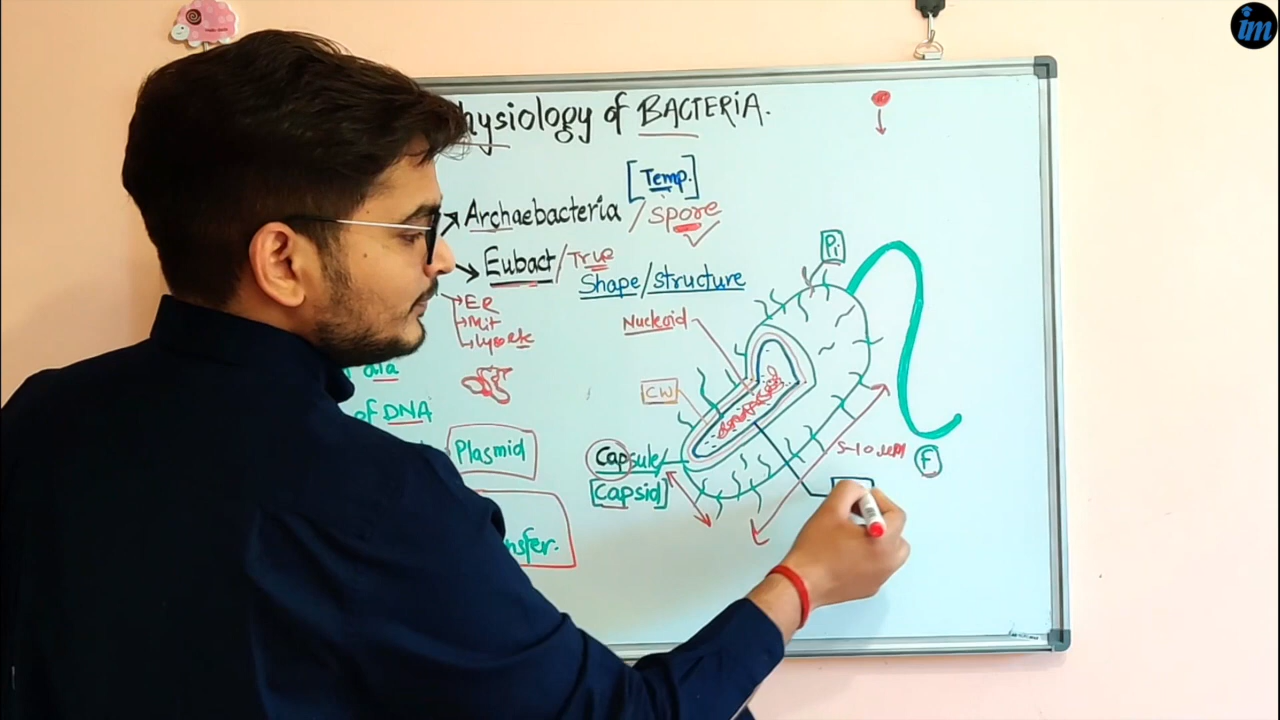 im
hysiology of BACTERIA.
[Temp.]
Archaebacteria / Spore
Eubact / True
Shape/structure
ER
Mit
Nucleoid
Pi
CW
of DNA
Plasmid
Capsule/
[Capsid]
5-10 μM
F
nsfer.